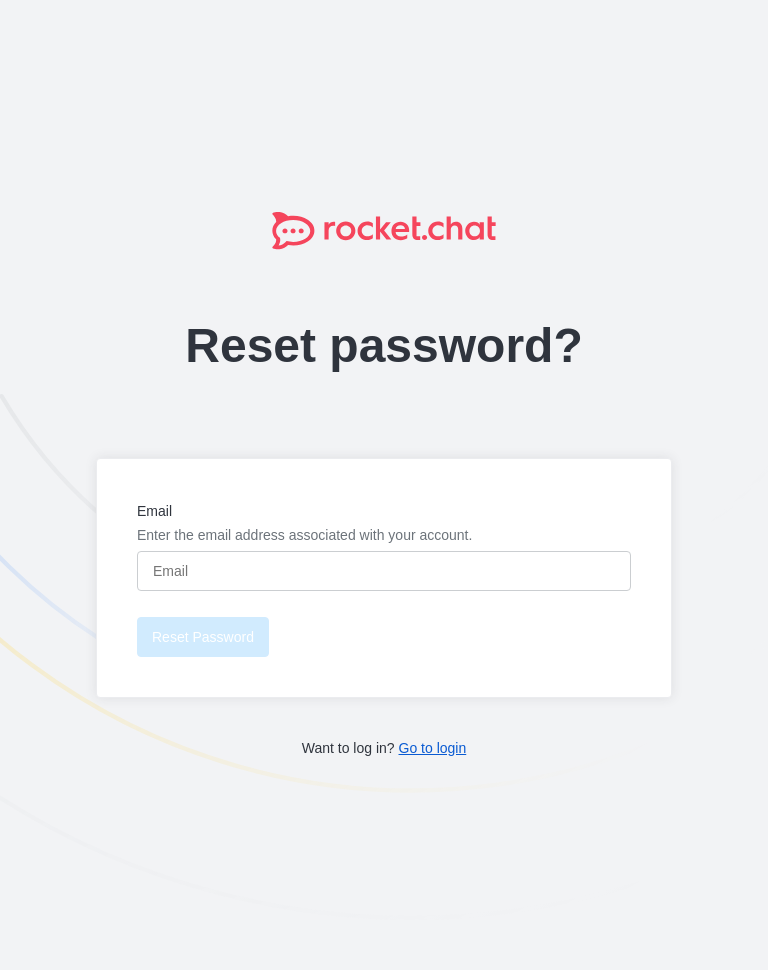 rocket.chat
Reset password?
Email
Enter the email address associated with your account.
Email
Reset Password
Want to log in? Go to login